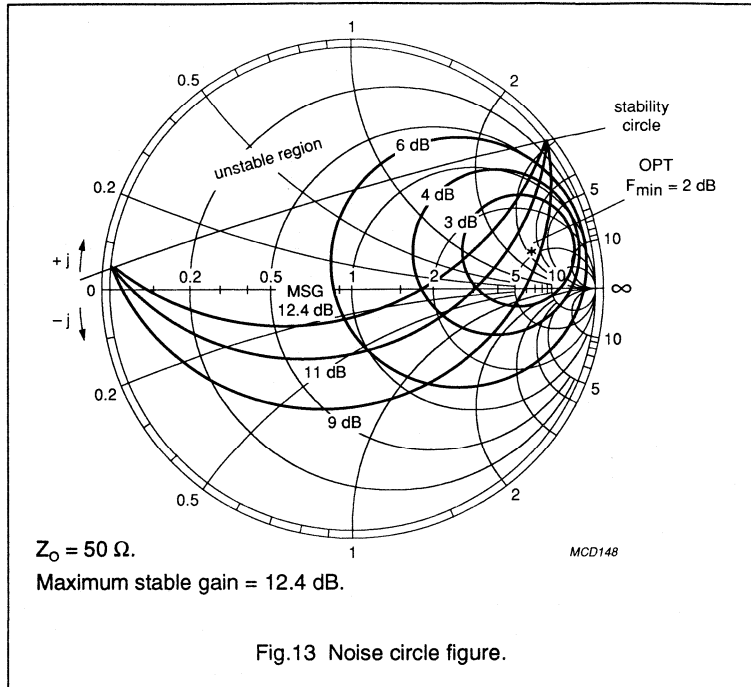 1
0.5
2
stability
circle
unstable region
6 dB
OPT
F min = 2 dB
0.2
4 dB
5
3 dB
10
+j
0
0.2
0.5
1
2
5
10
∞
MSG
12.4 dB
–j
10
11 dB
5
0.2
9 dB
0.5
2
1
Zo = 50 Ω.
MCD148
Maximum stable gain = 12.4 dB.
Fig.13 Noise circle figure.